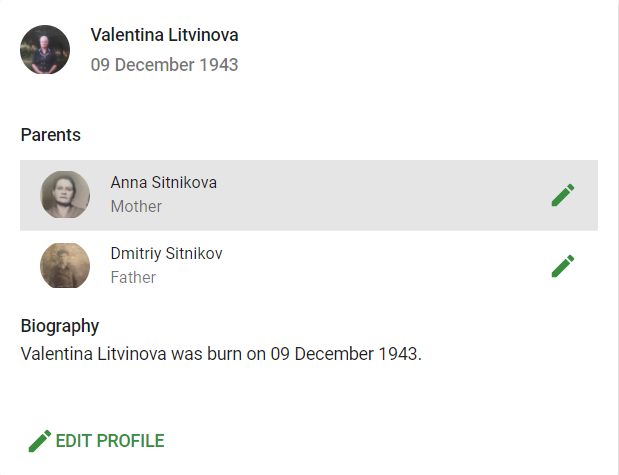 Valentina Litvinova
09 December 1943
Parents
Anna Sitnikova
Mother
Dmitriy Sitnikov
Father
Biography
Valentina Litvinova was burn on 09 December 1943.
EDIT PROFILE